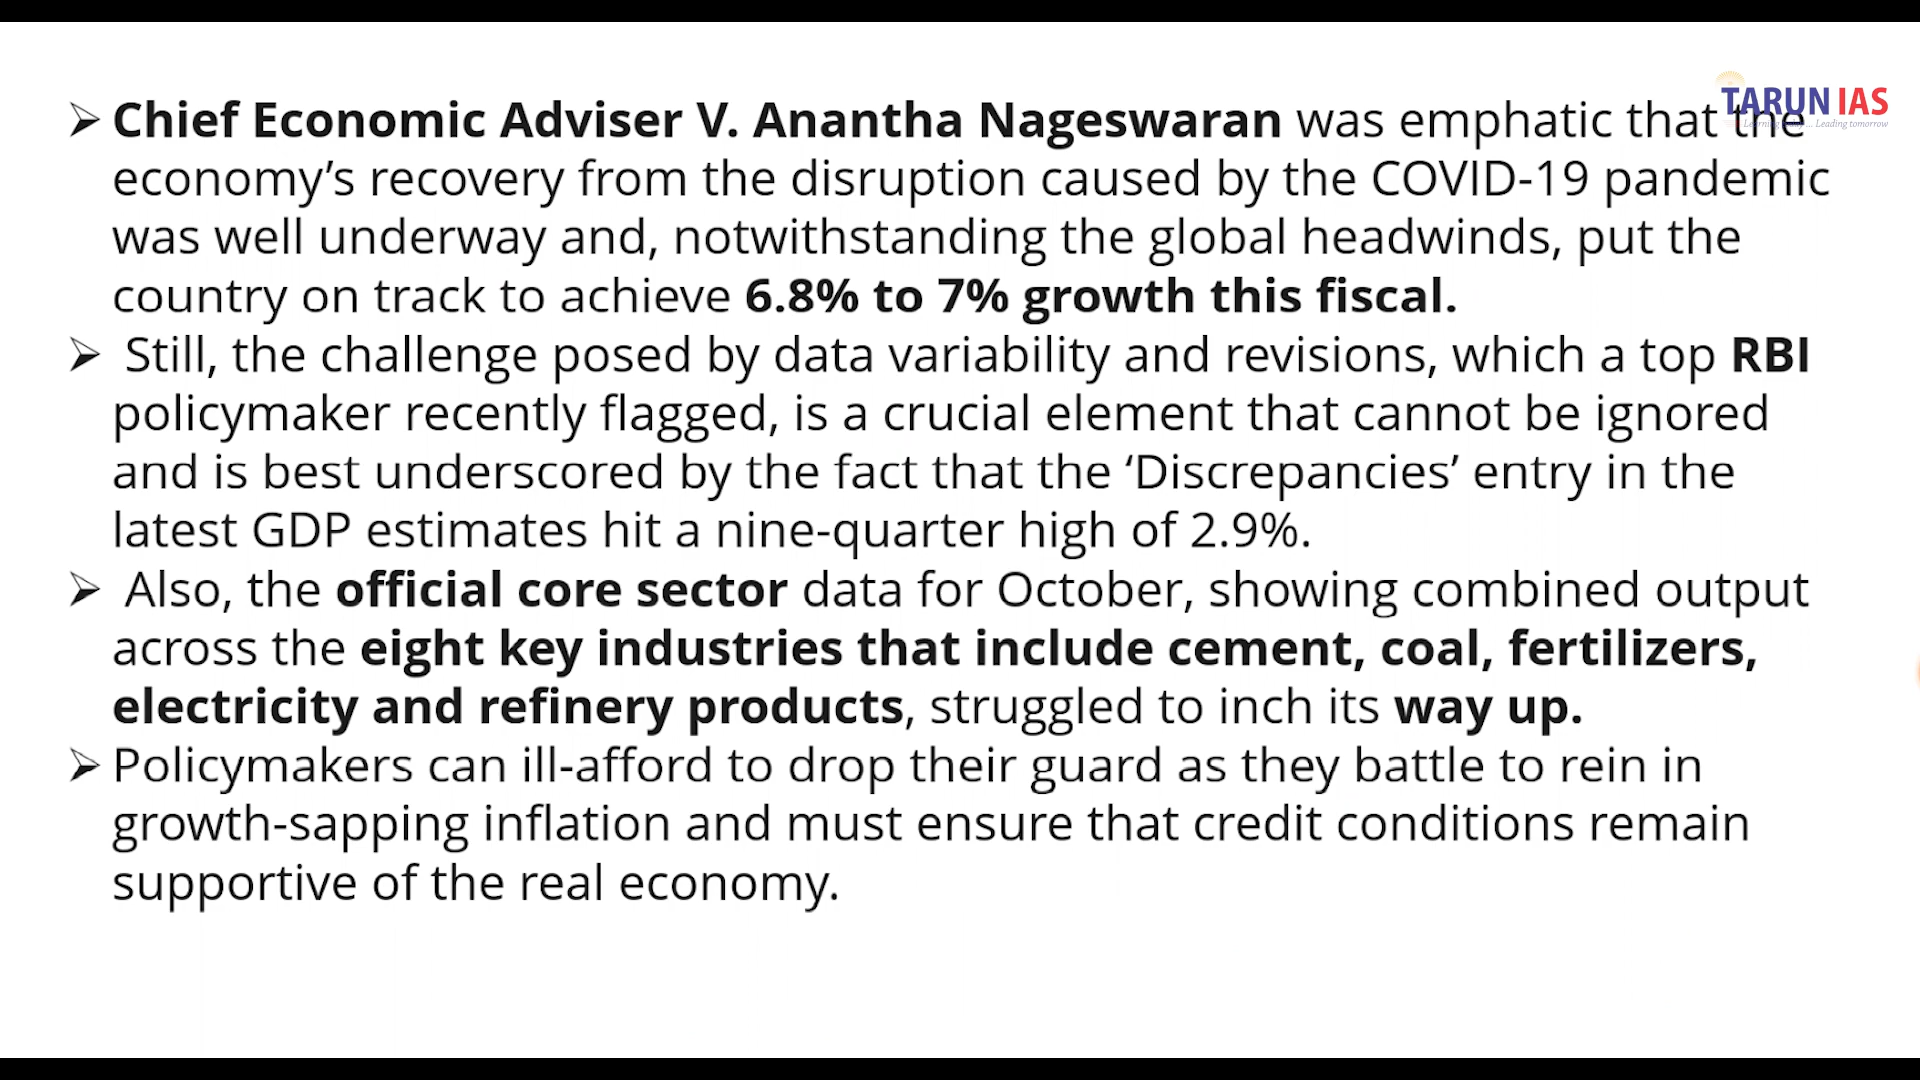 TARUN IAS
Learning today... Leading tomorrow
➢ Chief Economic Adviser V. Anantha Nageswaran was emphatic that the
economy’s recovery from the disruption caused by the COVID-19 pandemic
was well underway and, notwithstanding the global headwinds, put the
country on track to achieve 6.8% to 7% growth this fiscal.
➢ Still, the challenge posed by data variability and revisions, which a top RBI
policymaker recently flagged, is a crucial element that cannot be ignored
and is best underscored by the fact that the ‘Discrepancies’ entry in the
latest GDP estimates hit a nine-quarter high of 2.9%.
➢ Also, the official core sector data for October, showing combined output
across the eight key industries that include cement, coal, fertilizers,
electricity and refinery products, struggled to inch its way up.
➢ Policymakers can ill-afford to drop their guard as they battle to rein in
growth-sapping inflation and must ensure that credit conditions remain
supportive of the real economy.